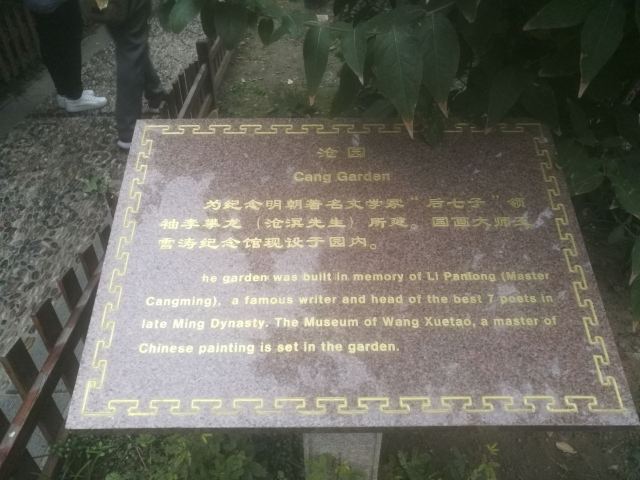 沧园
Cang Garden
为纪念明朝著名文学家“后七子”领
袖李攀龙（沧溟先生）所建。国画大师王
雪涛纪念馆现设于园内。
he garden was built in memory of Li Panlong (Master
Cangming), a famous writer and head of the best 7 poets in
late Ming Dynasty. The Museum of Wang Xuetao, a master of
Chinese painting is set in the garden.